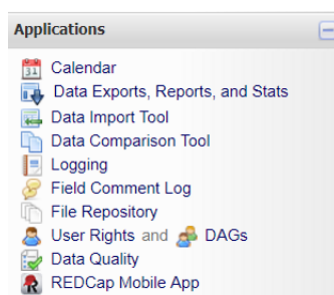 Applications
31 Calendar
Data Exports, Reports, and Stats
Data Import Tool
Data Comparison Tool
Logging
Field Comment Log
File Repository
User Rights and DAGs
Data Quality
REDCap Mobile App